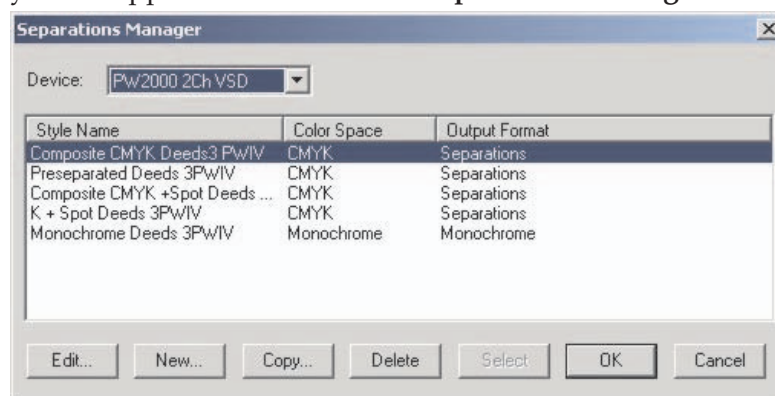 Separations Manager
Device: PW2000 2Ch VSD
Style Name Color Space Output Format
Composite CMYK Deeds3 PWIV CMYK Separations
Preseparated Deeds 3PWIV CMYK Separations
Composite CMYK +Spot Deeds ... CMYK Separations
K + Spot Deeds 3PWIV CMYK Separations
Monochrome Deeds 3PWIV Monochrome Monochrome
Edit... New... Copy... Delete Select OK Cancel